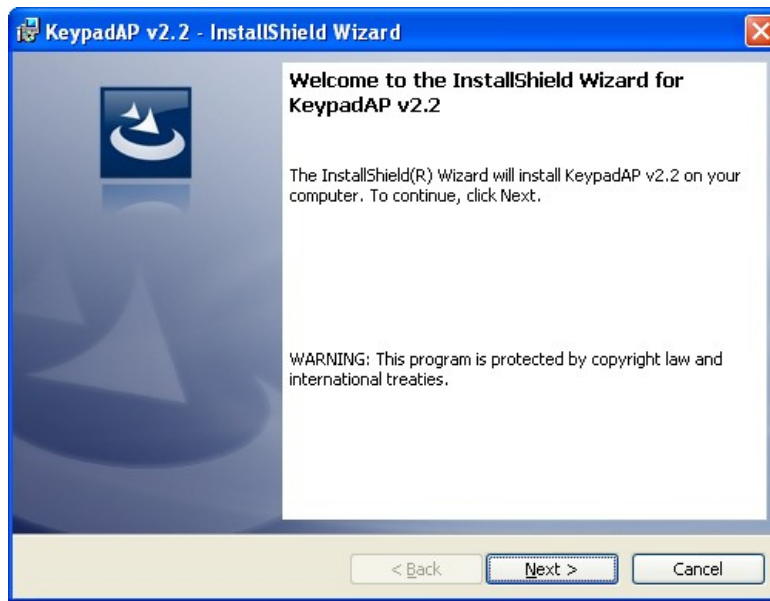 KeypadAP v2.2 - InstallShield Wizard
Welcome to the InstallShield Wizard for
KeypadAP v2.2
The InstallShield(R) Wizard will install KeypadAP v2.2 on your
computer. To continue, click Next.
WARNING: This program is protected by copyright law and
international treaties.
< Back Next > Cancel